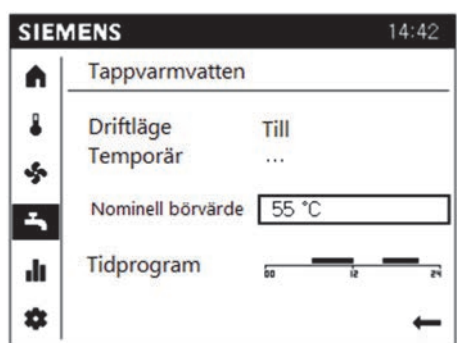 SIEMENS 14:42
Tappvarmvatten
Driftläge Till
Temporär ...
Nominell börvärde 55 °C
Tidprogram
00 12 24